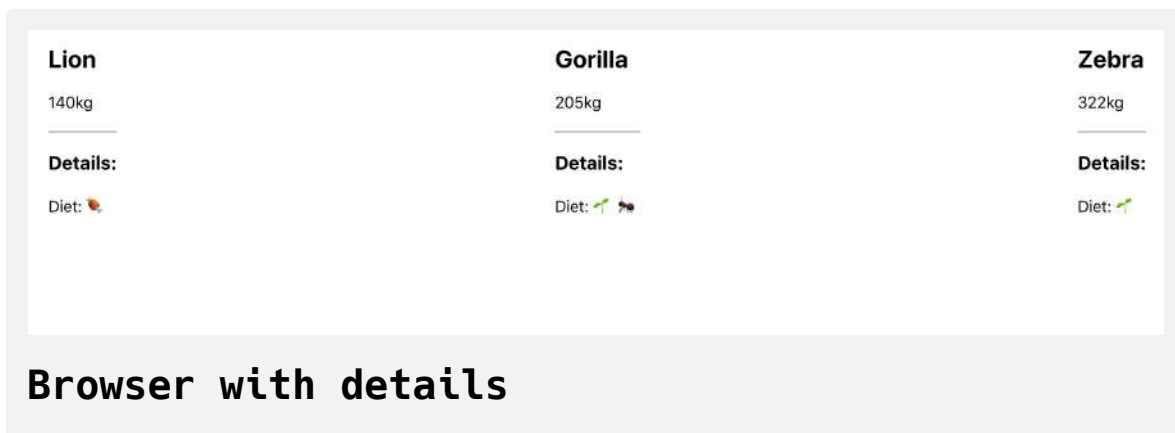 Lion
140kg
Details:
Diet: 🍖
Gorilla
205kg
Details:
Diet: 🌱 🐜
Zebra
322kg
Details:
Diet: 🌱
Browser with details